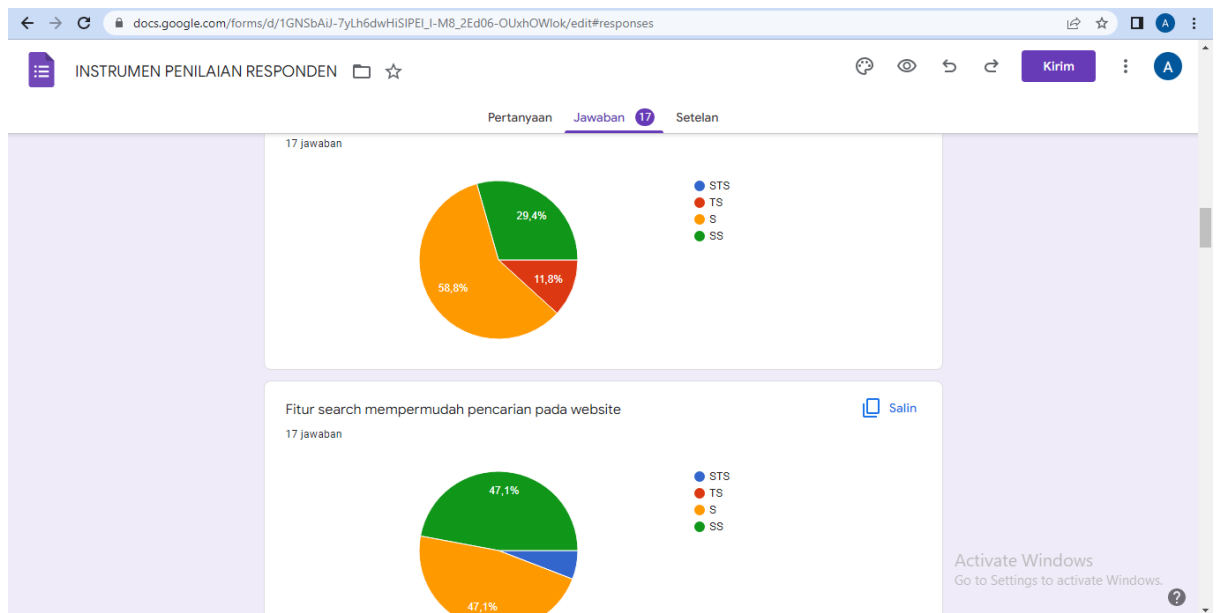 docs.google.com/forms/d/1GNSbAiJ-7yLh6dwHiSIPEI_I-M8_2Ed06-OUxhOWlok/edit#responses
A
INSTRUMEN PENILAIAN RESPONDEN
Kirim
A
Pertanyaan Jawaban 17 Setelan
17 jawaban
STS
TS
S
SS
29,4%
11,8%
58,8%
Fitur search mempermudah pencarian pada website
Salin
17 jawaban
STS
TS
S
SS
47,1%
47,1%
Activate Windows
Go to Settings to activate Windows.